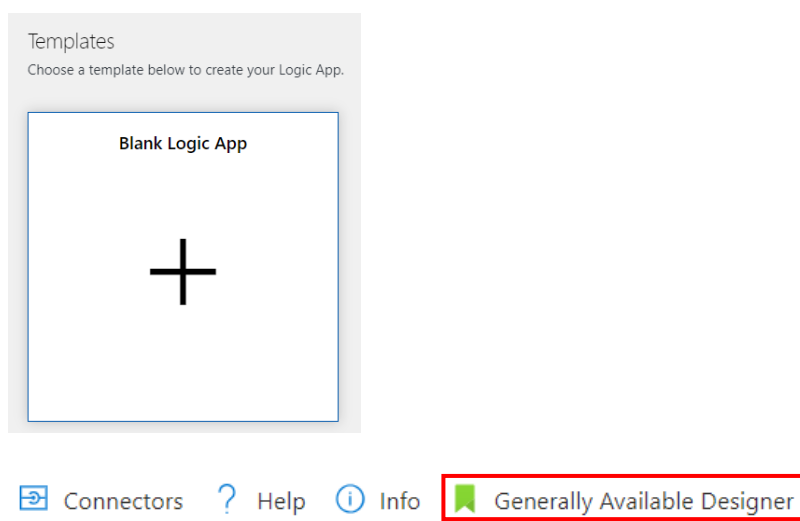 Templates
Choose a template below to create your Logic App.
Blank Logic App
Connectors ? Help Info Generally Available Designer